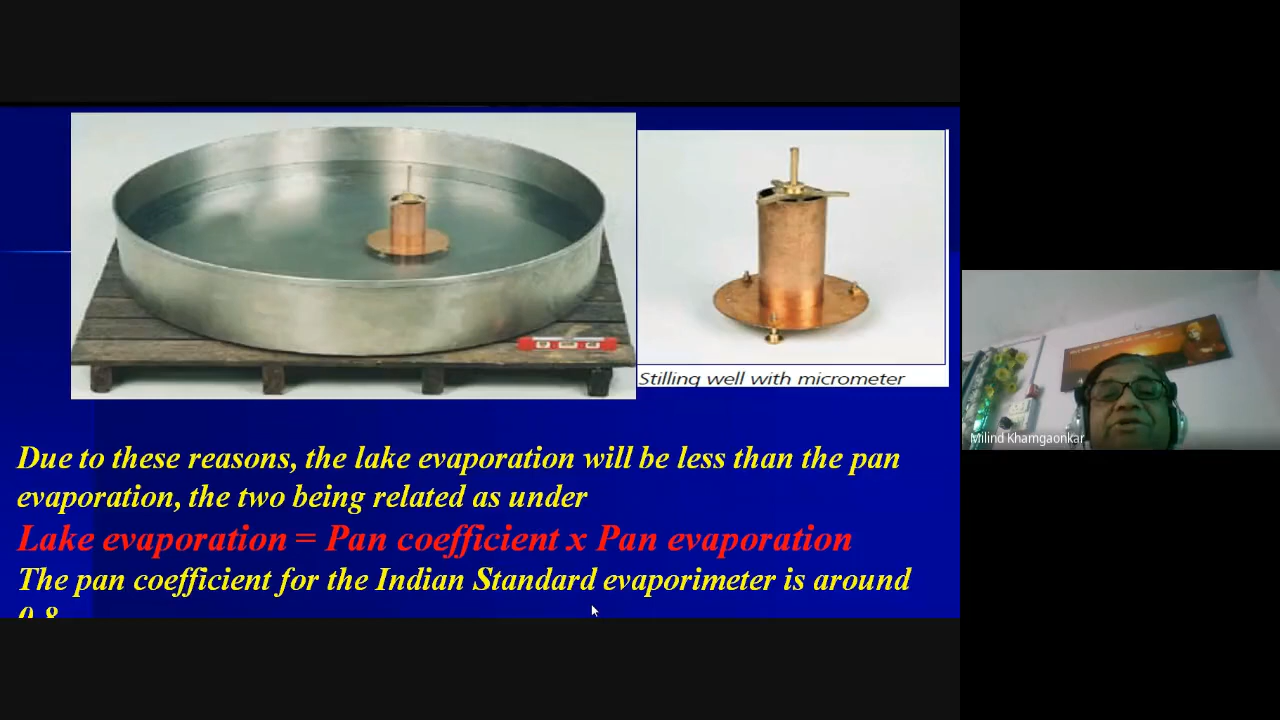 Stilling well with micrometer
Due to these reasons, the lake evaporation will be less than the pan
evaporation, the two being related as under
Lake evaporation = Pan coefficient x Pan evaporation
The pan coefficient for the Indian Standard evaporimeter is around
0.8
Milind Khamgaonkar